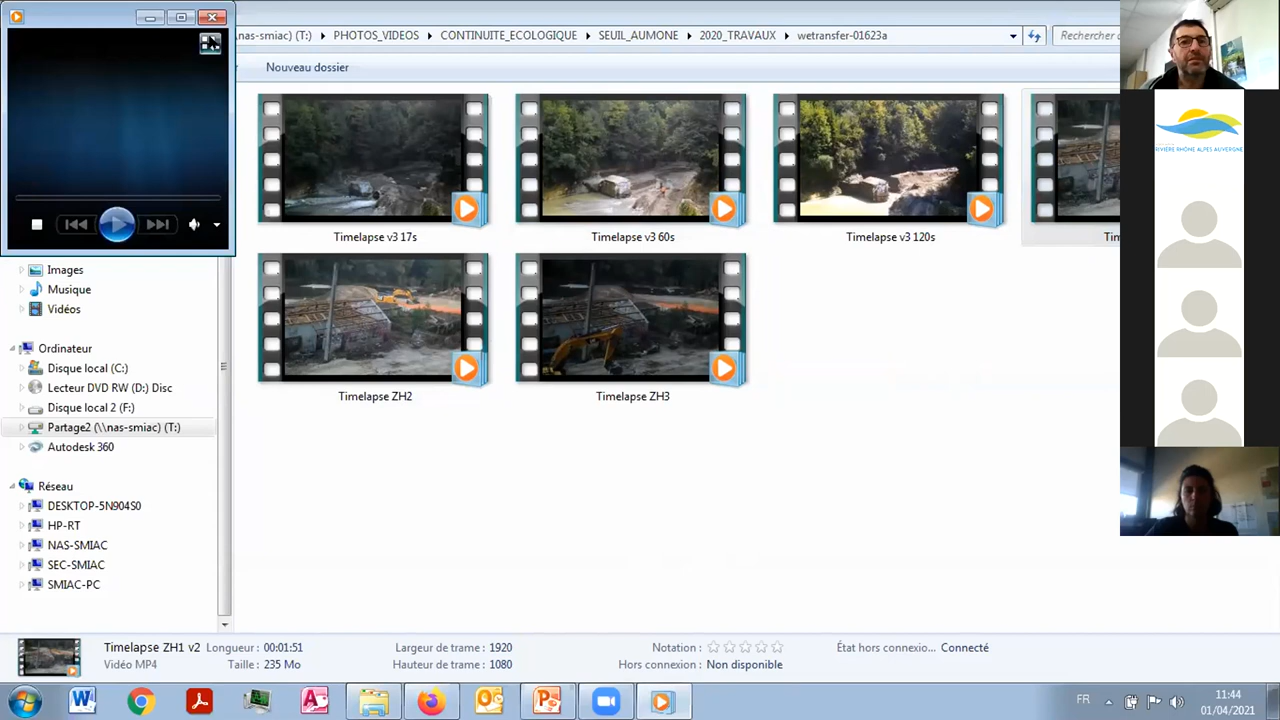 nas-smiac) (T:) PHOTOS_VIDEOS CONTINUITE_ECOLOGIQUE SEUIL_AUMONE 2020_TRAVAUX wetransfer-01623a
Rechercher
Nouveau dossier
Timelapse v3 17s
Timelapse v3 60s
Timelapse v3 120s
Timelapse ZH2
Timelapse ZH3
Images
Musique
Vidéos
Ordinateur
Disque local (C:)
Lecteur DVD RW (D:) Disc
Disque local 2 (F:)
Partage2 (\\nas-smiac) (T:)
Autodesk 360
Réseau
DESKTOP-5N904S0
HP-RT
NAS-SMIAC
SEC-SMIAC
SMIAC-PC
RIVIÈRE RHÔNE ALPES AUVERGNE
Timelapse ZH1 v2 Longueur : 00:01:51 Largeur de trame : 1920 Notation : État hors connexio... Connecté
Vidéo MP4 Taille : 235 Mo Hauteur de trame : 1080 Hors connexion : Non disponible
FR
11:44
01/04/2021